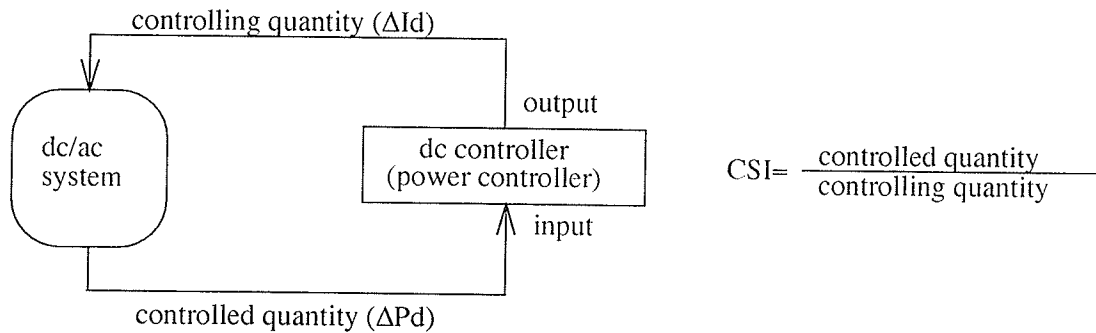 controlling quantity (ΔId)
output
dc/ac
system
dc controller
(power controller)
CSI= controlled quantity
controlling quantity
input
controlled quantity (ΔPd)